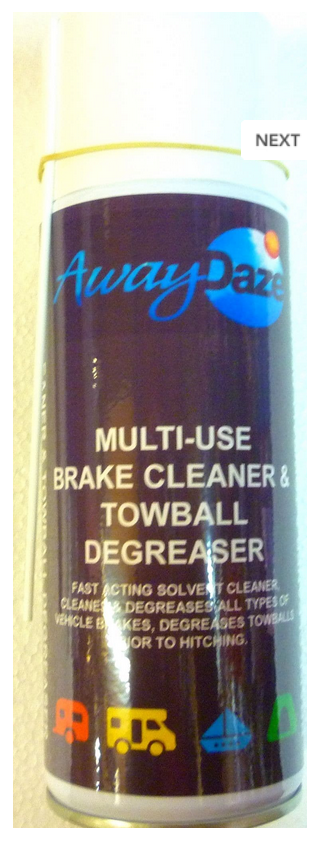 NEXT
AwayDaze
MULTI-USE
BRAKE CLEANER &
TOWBALL
DEGREASER
FAST ACTING SOLVENT CLEANER,
CLEANES & DEGREASES ALL TYPES OF
VEHICLE BRAKES, DEGREASES TOWBALLS
PRIOR TO HITCHING.